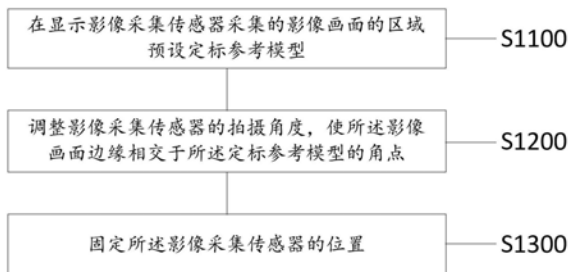 在显示影像采集传感器采集的影像画面的区域
预设定标参考模型
S1100
调整影像采集传感器的拍摄角度，使所述影像
画面边缘相交于所述定标参考模型的角点
S1200
固定所述影像采集传感器的位置
S1300